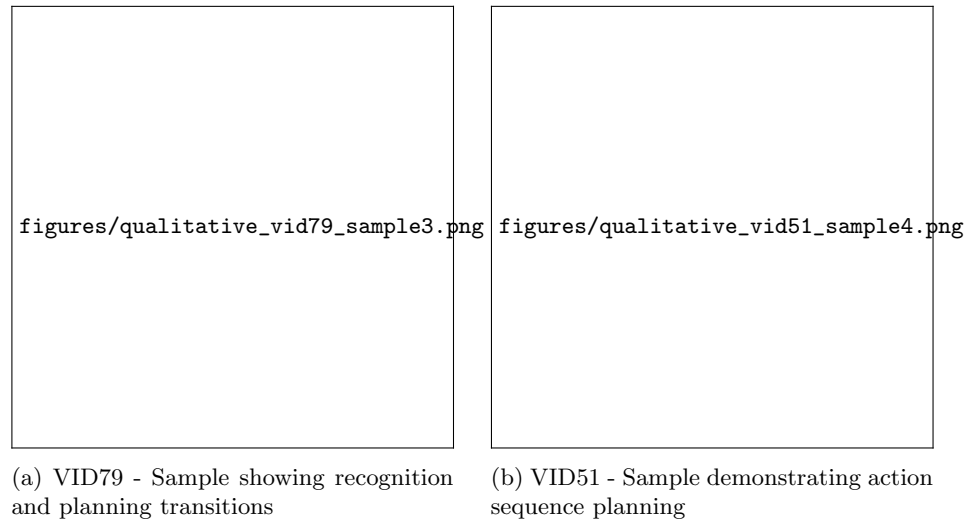 figures/qualitative_vid79_sample3.png
figures/qualitative_vid51_sample4.png
(a) VID79 - Sample showing recognition
and planning transitions
(b) VID51 - Sample demonstrating action
sequence planning